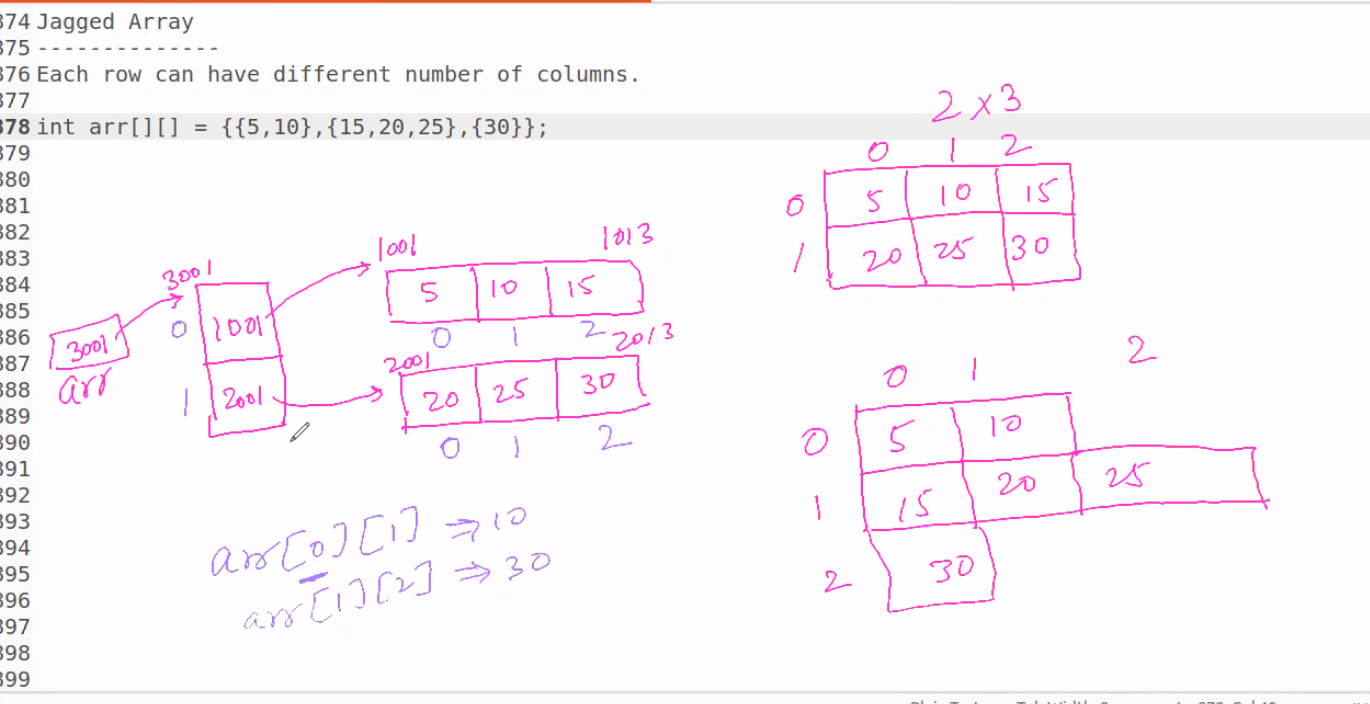 374 Jagged Array
375 --------------
376 Each row can have different number of columns.
377
378 int arr[][] = {{5,10},{15,20,25},{30}};
379
380
381
382
383
384
385
386
387
388
389
390
391
392
393
394
395
396
397
398
399
2 x 3
0 1 2
0 5 10 15
1 20 25 30
1001 1013
3001
5 10 15
0 1 2
0 1001
3001
arr
2001 2013
1 2001
20 25 30
0 1 2
arr[0][1] ⇒ 10
arr[1][2] ⇒ 30
0 1 2
0 5 10
1 15 20 25
2 30